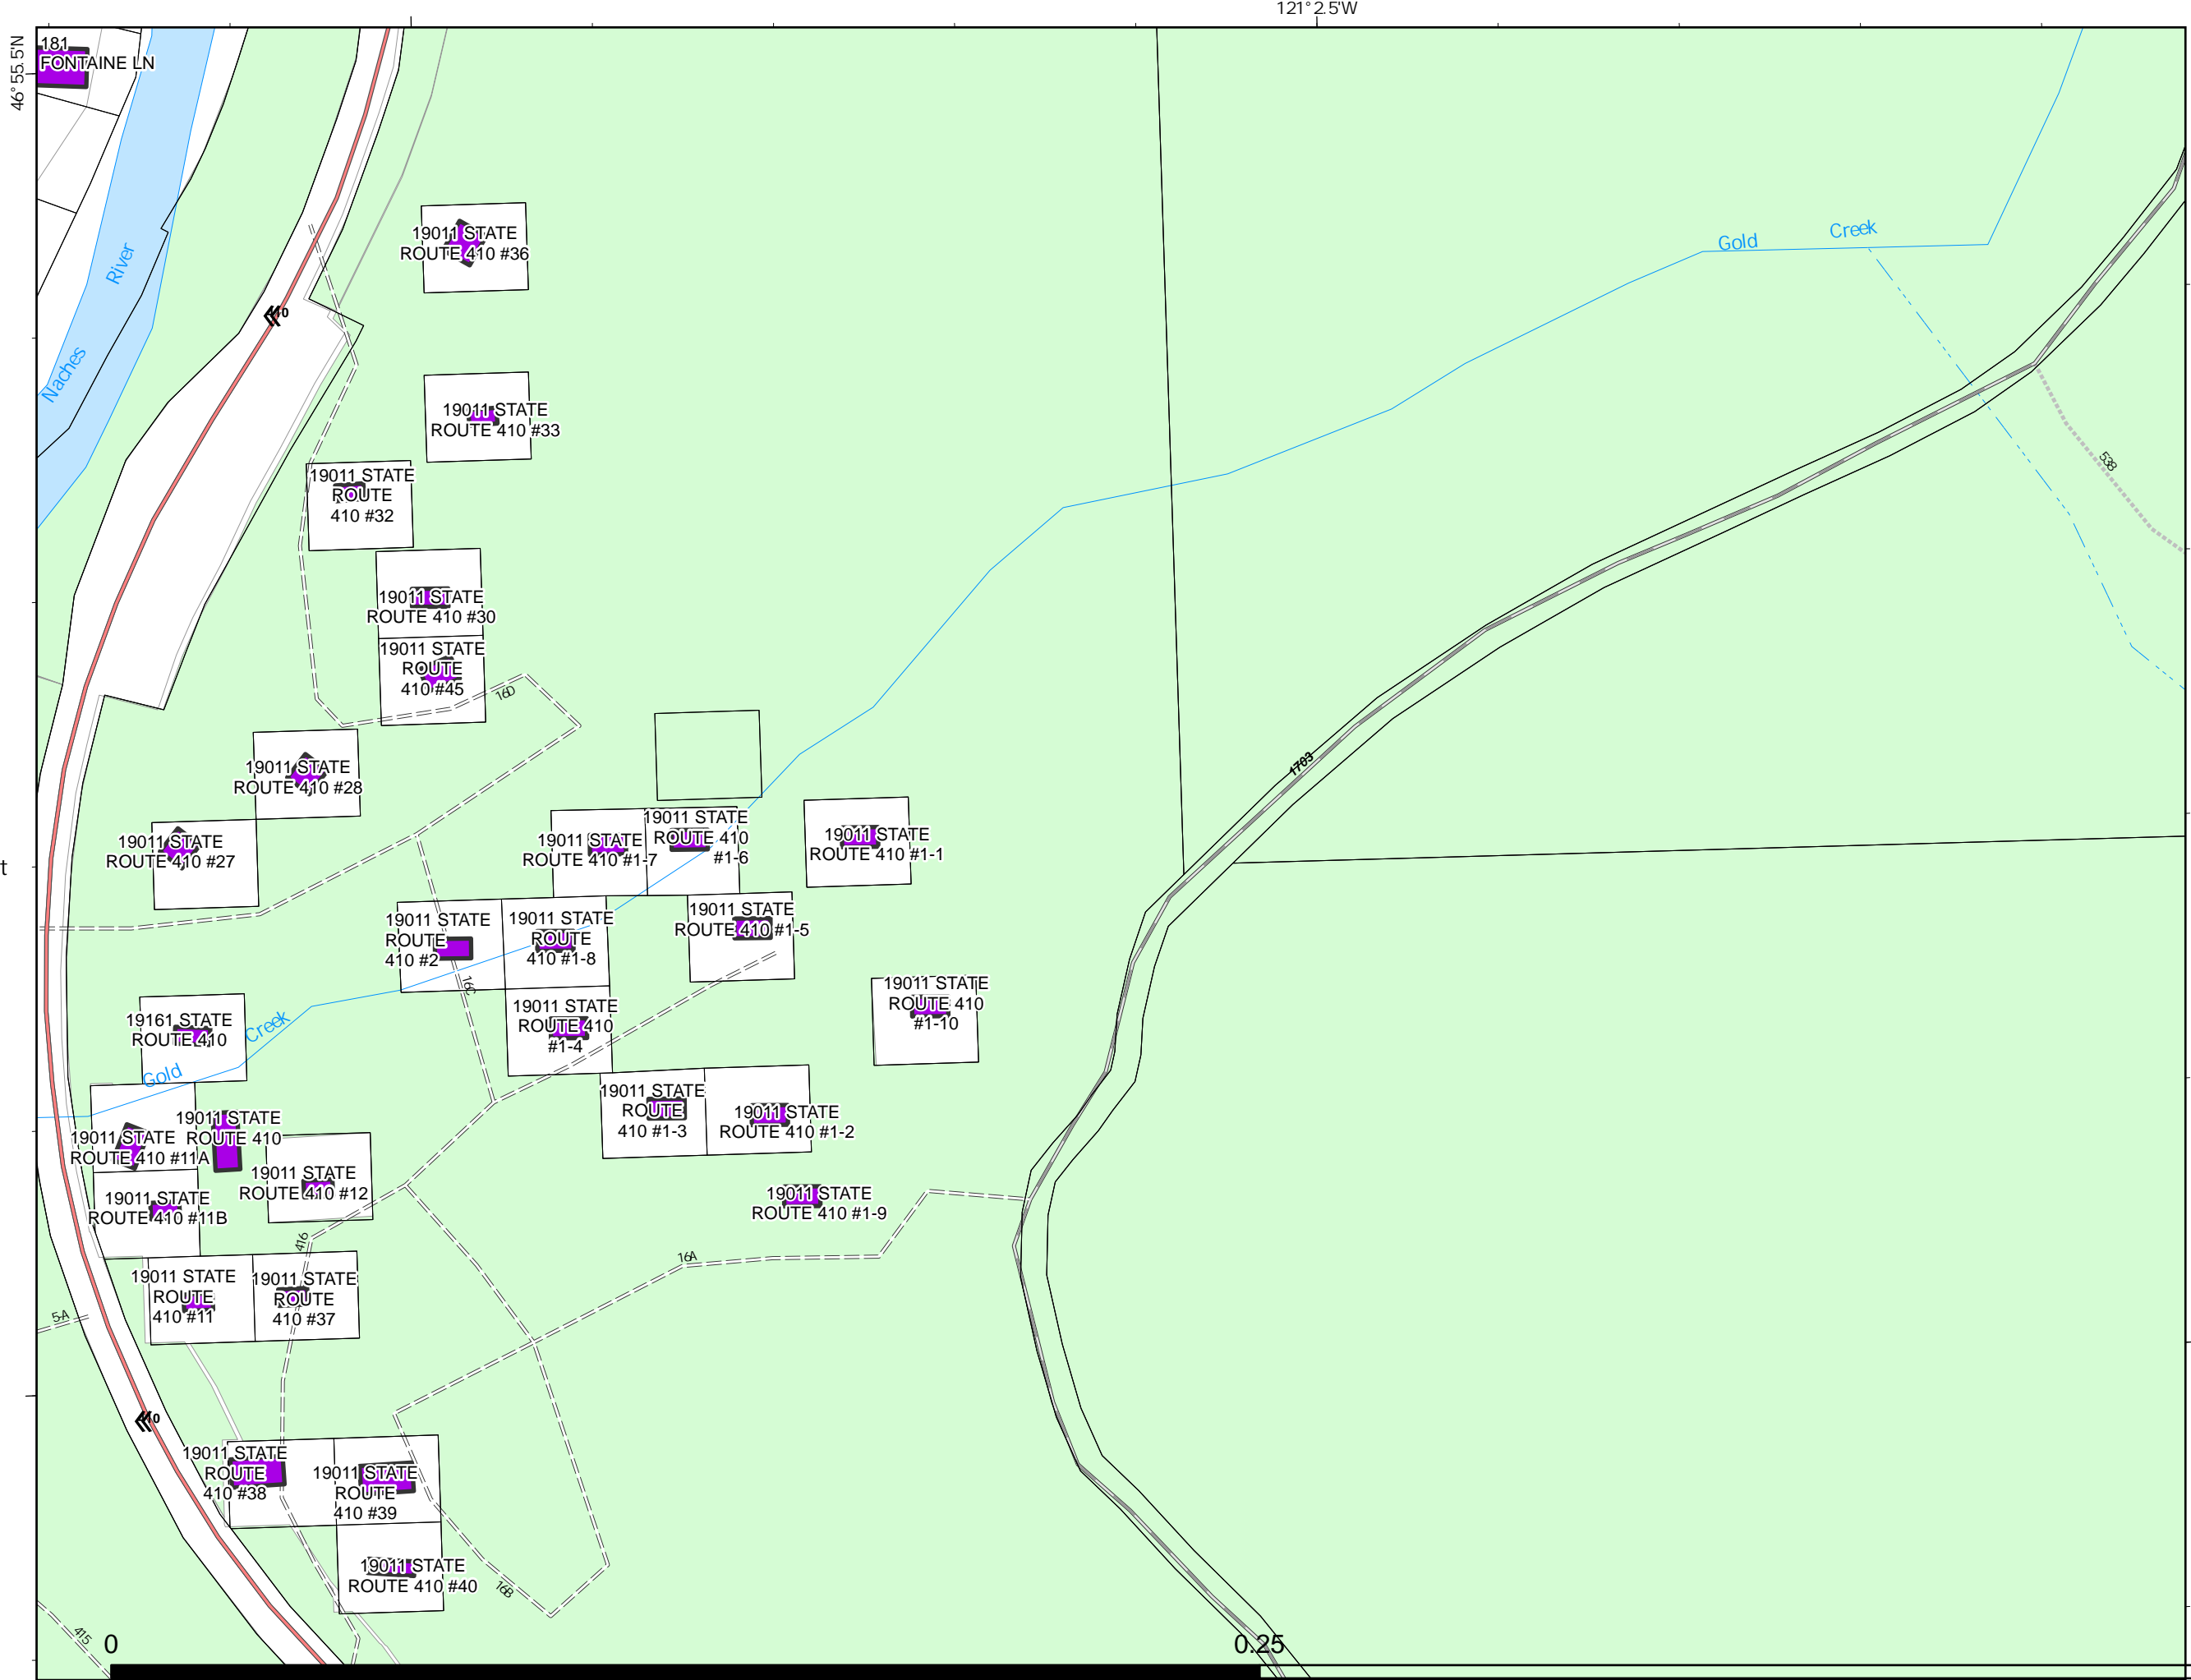 121°2.5'W
46°55.5'N
181
FONTAINE LN
Naches River
Gold Creek
19011 STATE
ROUTE 410 #36
410
19011 STATE
ROUTE 410 #33
538
19011 STATE
ROUTE
410 #32
19011 STATE
ROUTE 410 #30
19011 STATE
ROUTE
410 #45
16D
19011 STATE
ROUTE 410 #28
1703
19011 STATE
ROUTE 410 #27
19011 STATE
ROUTE 410 #1-7
19011 STATE
ROUTE 410
#1-6
19011 STATE
ROUTE 410 #1-1
t
19011 STATE
ROUTE
410 #2
19011 STATE
ROUTE
410 #1-8
19011 STATE
ROUTE 410 #1-5
16C
19011 STATE
ROUTE 410
#1-10
19011 STATE
ROUTE 410
#1-4
19161 STATE
ROUTE 410
Gold Creek
19011 STATE
ROUTE 410
19011 STATE
ROUTE 410 #11A
19011 STATE
ROUTE
410 #1-3
19011 STATE
ROUTE 410 #1-2
19011 STATE
ROUTE 410 #12
19011 STATE
ROUTE 410 #11B
19011 STATE
ROUTE 410 #1-9
416
16A
19011 STATE
ROUTE
410 #11
19011 STATE
ROUTE
410 #37
5A
410
19011 STATE
ROUTE
410 #38
19011 STATE
ROUTE
410 #39
19011 STATE
ROUTE 410 #40
16B
415
0
0.25